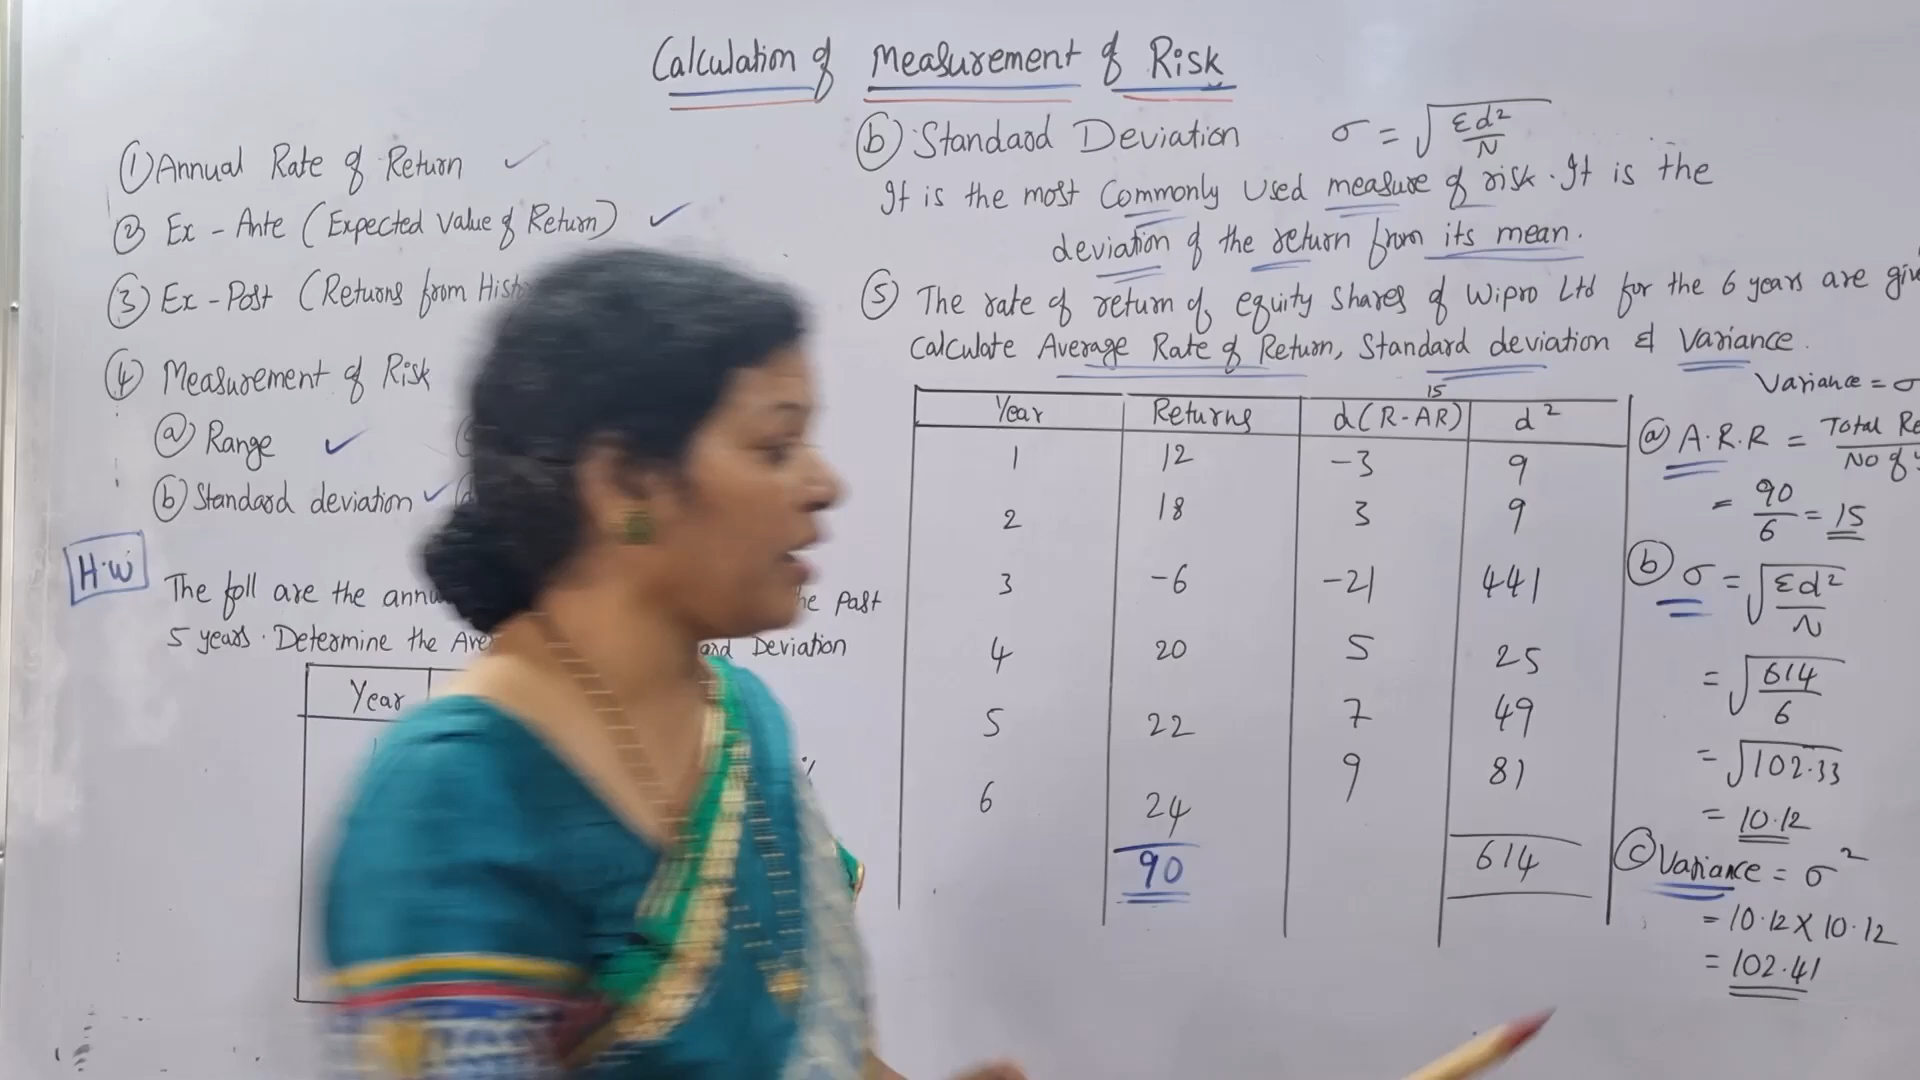 Calculation of Measurement of Risk
① Annual Rate of Return ✓
② Ex - Ante (Expected value of Return) ✓
③ Ex - Post (Returns from
④ Measurement of Risk
ⓐ Range ✓
ⓑ Standard deviation ✓
H.W
The foll are the past
5 years. Determine the Deviation
Year
%
ⓑ Standard Deviation σ = √(Σd²/N)
It is the most Commonly Used measure of risk. It is the
deviation of the return from its mean.
⑤ The rate of return of equity Shares of Wipro Ltd for the 6 years are
Calculate Average Rate of Return, Standard deviation & Variance.
Variance = σ
15
Year Returns d(R-AR) d²
1 12 -3 9
2 18 3 9
3 -6 -21 441
4 20 5 25
5 22 7 49
6 24 9 81
90 614
ⓐ A.R.R = Total
No of
= 90/6 = 15
ⓑ σ = √(Σd²/N)
= √(614/6)
= √102.33
= 10.12
ⓒ Variance = σ²
= 10.12 X 10.12
= 102.41